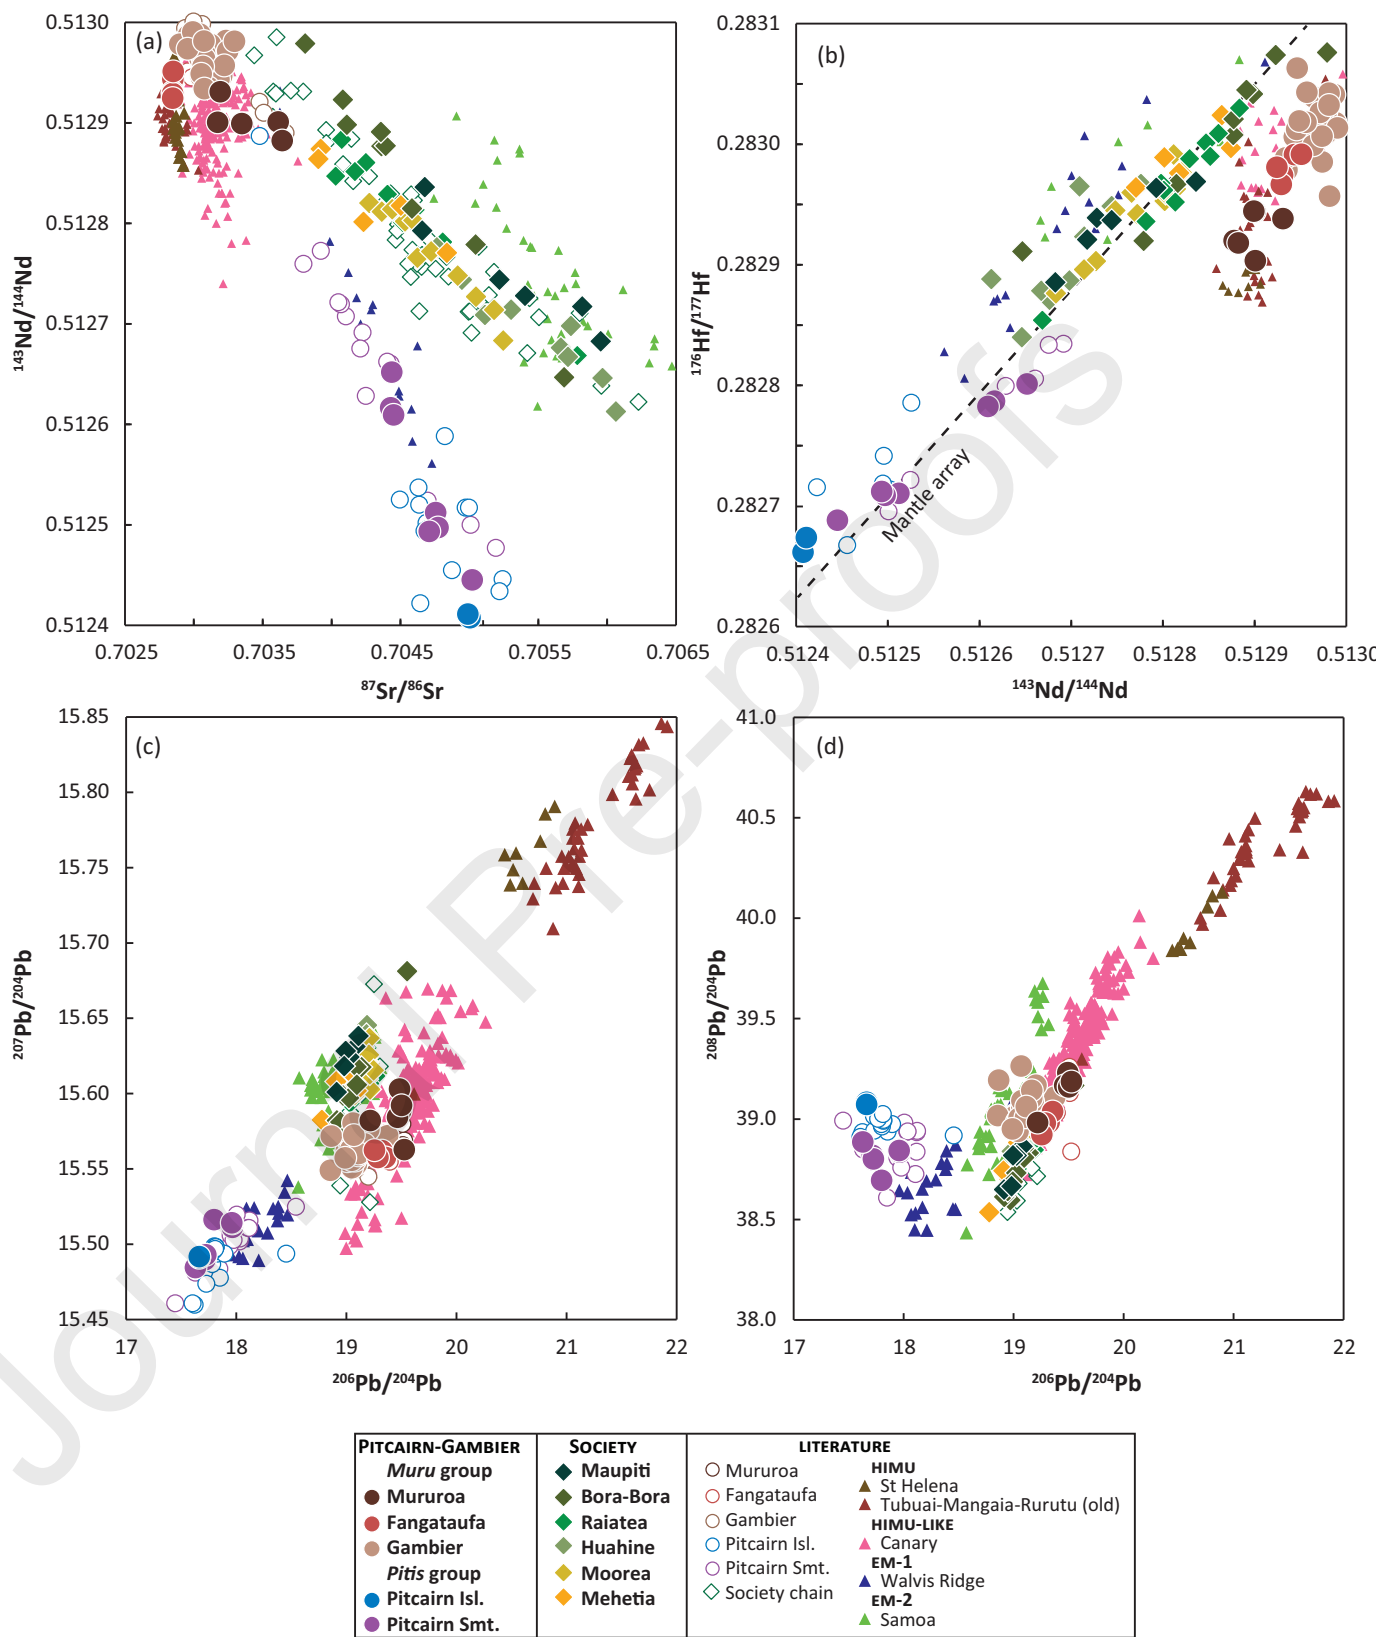 (a)
0.5130
0.5129
0.5128
0.5127
0.5126
0.5125
0.5124
143Nd/144Nd
0.7025
0.7035
0.7045
0.7055
0.7065
87Sr/86Sr
(b)
0.2831
0.2830
0.2829
0.2828
0.2827
0.2826
176Hf/177Hf
Mantle array
0.5124
0.5125
0.5126
0.5127
0.5128
0.5129
0.5130
143Nd/144Nd
(c)
15.85
15.80
15.75
15.70
15.65
15.60
15.55
15.50
15.45
207Pb/204Pb
17
18
19
20
21
22
206Pb/204Pb
(d)
41.0
40.5
40.0
39.5
39.0
38.5
38.0
208Pb/204Pb
17
18
19
20
21
22
206Pb/204Pb
Journal Pre-proofs
PITCAIRN-GAMBIER
Muru group
Mururoa
Fangataufa
Gambier
Pitis group
Pitcairn Isl.
Pitcairn Smt.
SOCIETY
Maupiti
Bora-Bora
Raiatea
Huahine
Moorea
Mehetia
LITERATURE
Mururoa
Fangataufa
Gambier
Pitcairn Isl.
Pitcairn Smt.
Society chain
HIMU
St Helena
Tubuai-Mangaia-Rurutu (old)
HIMU-LIKE
Canary
EM-1
Walvis Ridge
EM-2
Samoa